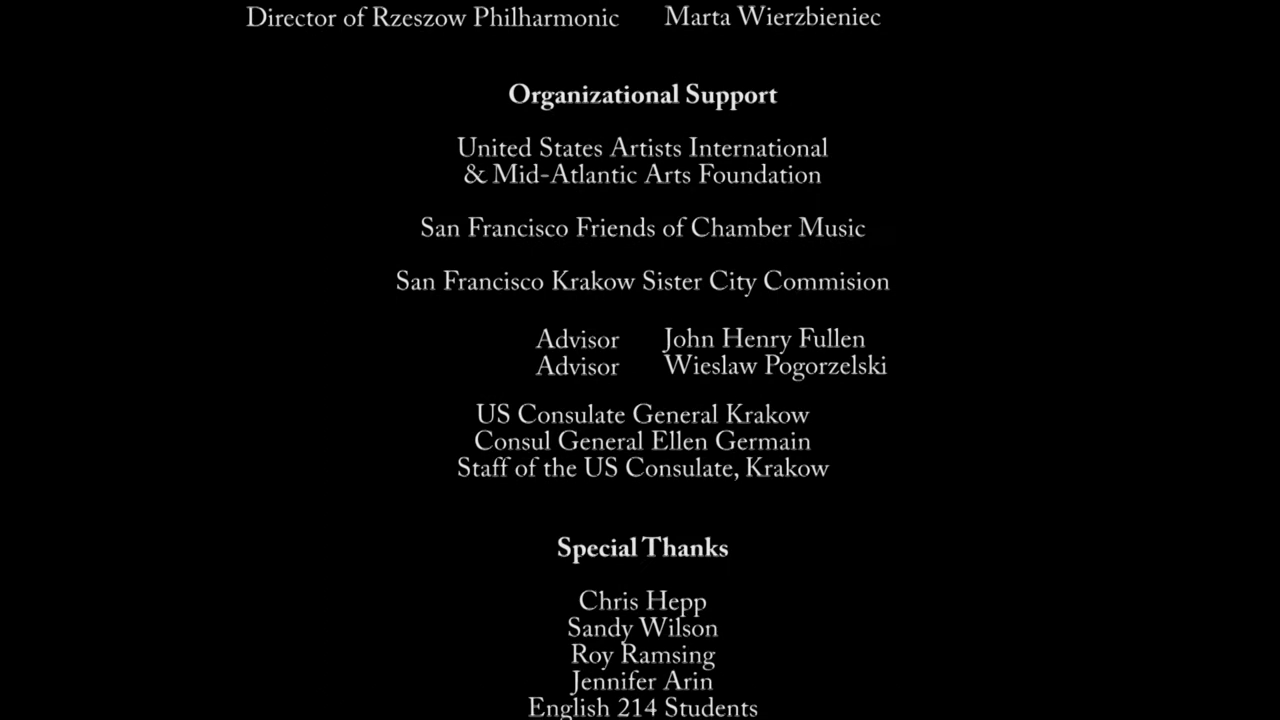 Director of Rzeszow Philharmonic Marta Wierzbieniec
Organizational Support
United States Artists International
& Mid-Atlantic Arts Foundation
San Francisco Friends of Chamber Music
San Francisco Krakow Sister City Commision
Advisor John Henry Fullen
Advisor Wieslaw Pogorzelski
US Consulate General Krakow
Consul General Ellen Germain
Staff of the US Consulate, Krakow
Special Thanks
Chris Hepp
Sandy Wilson
Roy Ramsing
Jennifer Arin
English 214 Students